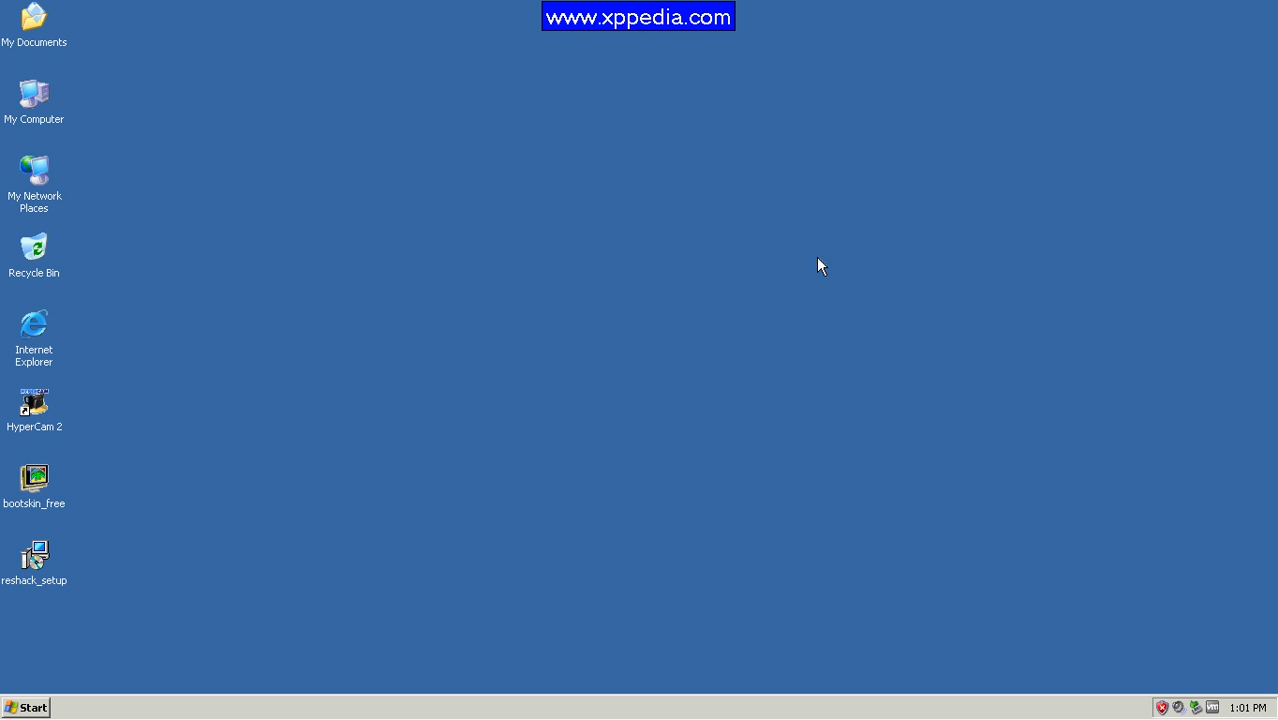 www.xppedia.com
My Documents
My Computer
My Network
Places
Recycle Bin
Internet
Explorer
HyperCam 2
bootskin_free
reshack_setup
Start
1:01 PM